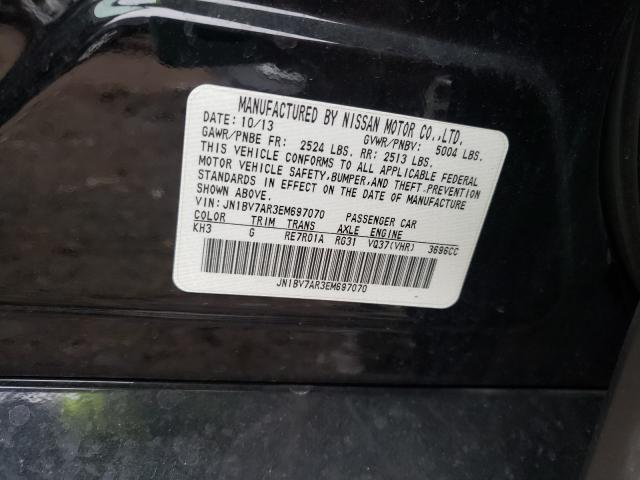 MANUFACTURED BY NISSAN MOTOR CO.,LTD.
DATE: 10/13 GVWR/PNBV: 5004 LBS.
GAWR/PNBE FR: 2524 LBS. RR: 2513 LBS.
THIS VEHICLE CONFORMS TO ALL APPLICABLE FEDERAL
MOTOR VEHICLE SAFETY,BUMPER,AND THEFT PREVENTION
STANDARDS IN EFFECT ON THE DATE OF MANUFACTURE
SHOWN ABOVE.
VIN: JN1BV7AR3EM697070 PASSENGER CAR
COLOR TRIM TRANS AXLE ENGINE
KH3 G RE7R01A RG31 VQ37(VHR) 3696CC
JN1BV7AR3EM697070